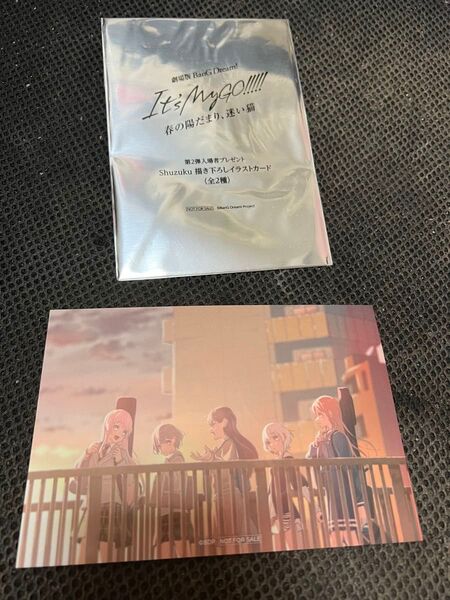 劇場版 BanG Dream!
It's MyGO!!!!!
春の陽だまり、迷い猫
第2弾入場者プレゼント
Shuzuku 描き下ろしイラストカード
(全2種)
NOT FOR SALE ©BanG Dream! Project
©BDP NOT FOR SALE